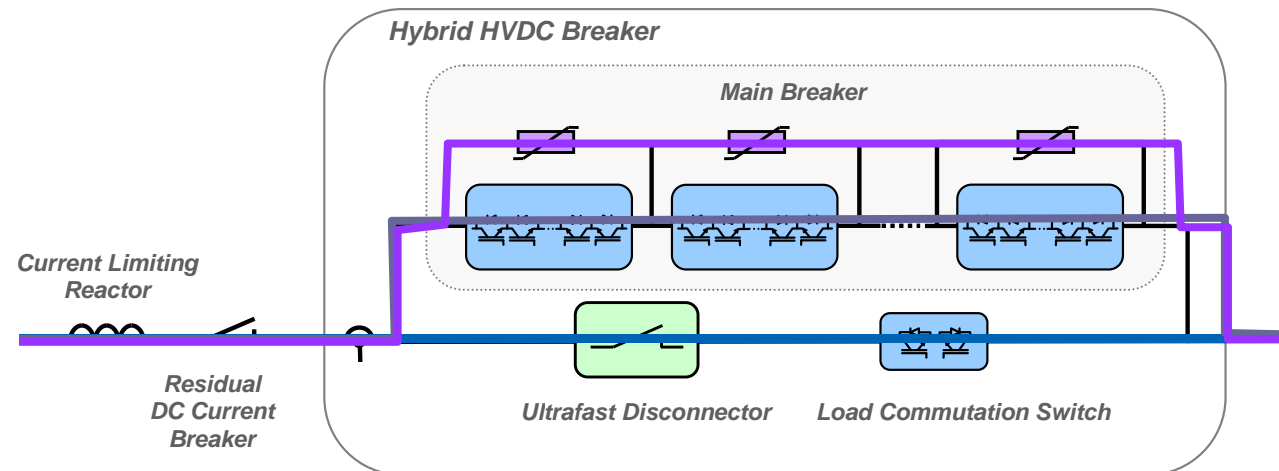 Hybrid HVDC Breaker
Main Breaker
Current Limiting
Reactor
Residual
DC Current
Breaker
Ultrafast Disconnector
Load Commutation Switch